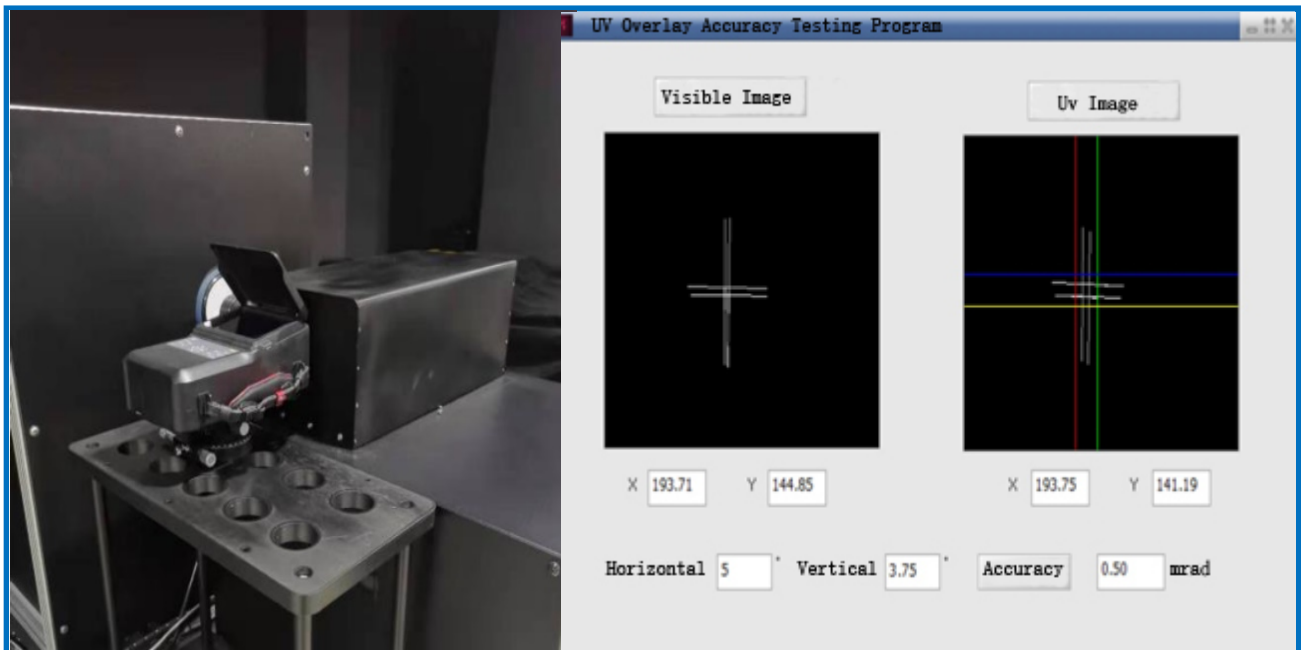 UV Overlay Accuracy Testing Program
Visible Image
Uv Image
X 193.71 Y 144.85
X 193.75 Y 141.19
Horizontal 5 ° Vertical 3.75 ° Accuracy 0.50 mrad